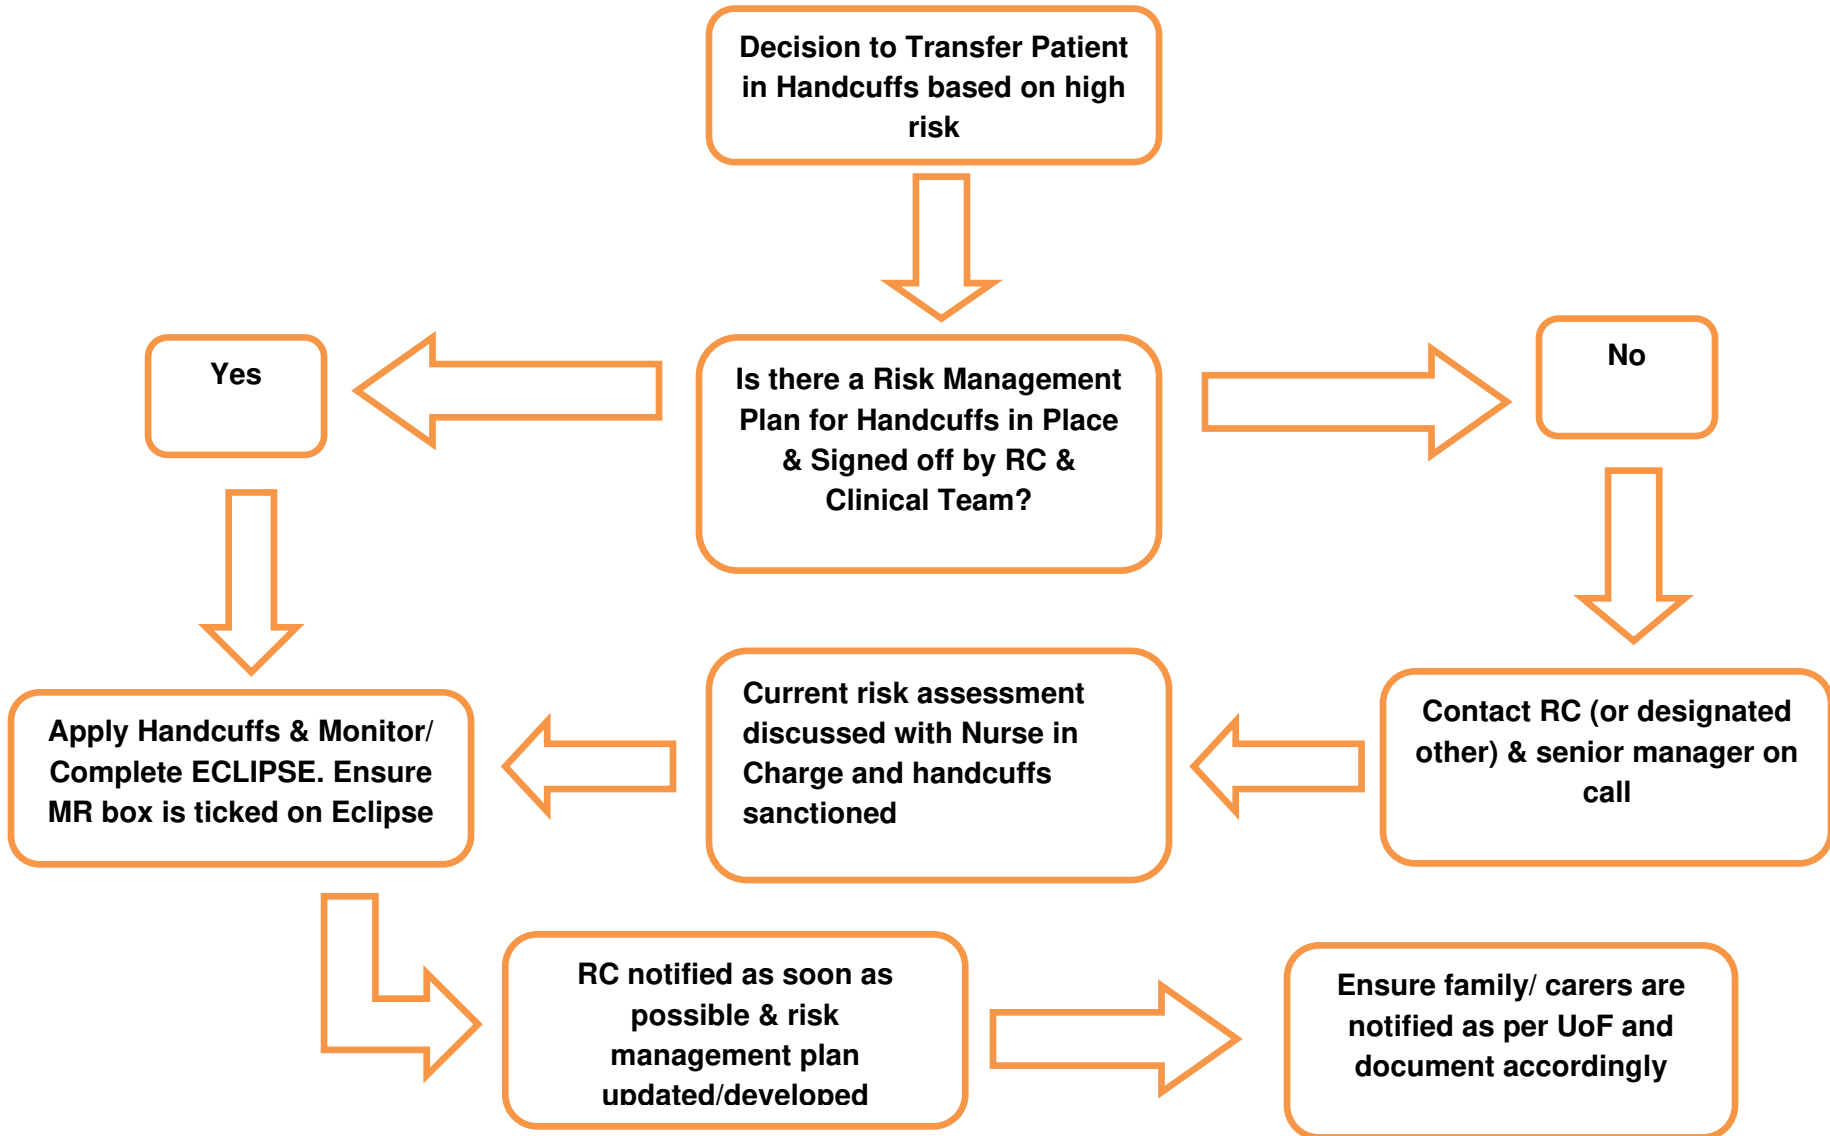 Decision to Transfer Patient
in Handcuffs based on high
risk
Yes
Is there a Risk Management
Plan for Handcuffs in Place
& Signed off by RC &
Clinical Team?
No
Apply Handcuffs & Monitor/
Complete ECLIPSE. Ensure
MR box is ticked on Eclipse
Current risk assessment
discussed with Nurse in
Charge and handcuffs
sanctioned
Contact RC (or designated
other) & senior manager on
call
RC notified as soon as
possible & risk
management plan
updated/developed
Ensure family/ carers are
notified as per UoF and
document accordingly